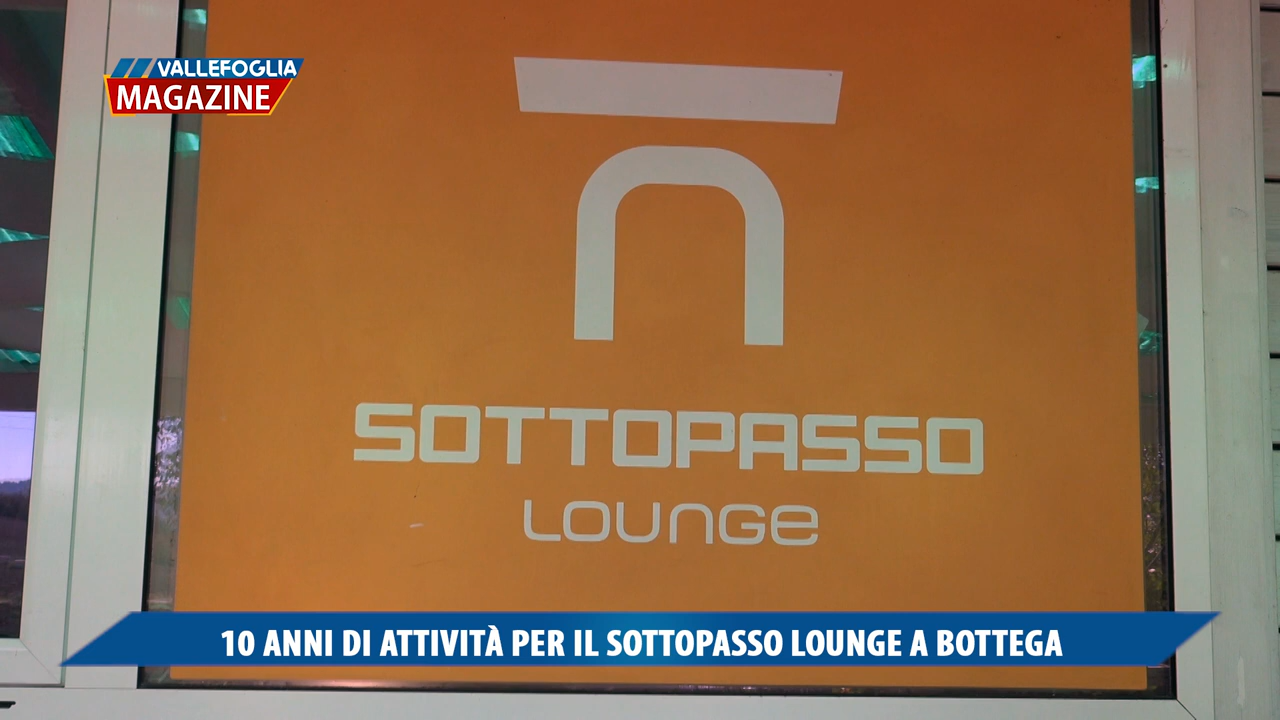 VALLEFOGLIA
MAGAZINE
SOTTOPASSO
LOUNGE
10 ANNI DI ATTIVITÀ PER IL SOTTOPASSO LOUNGE A BOTTEGA